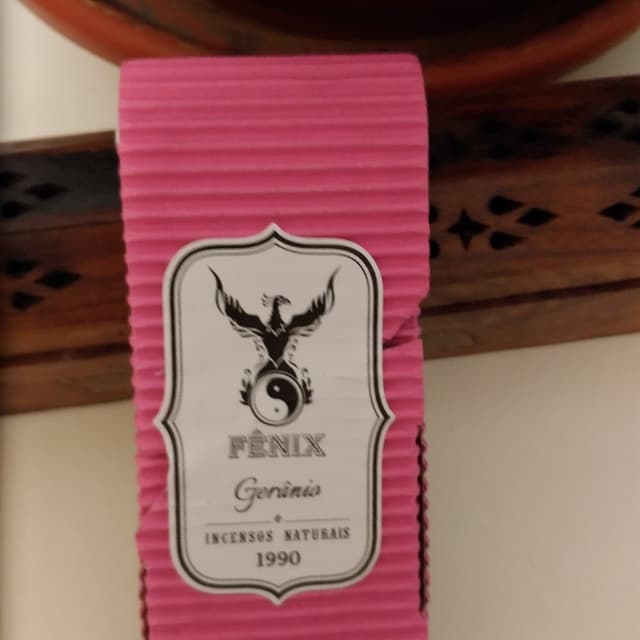 FÊNIX
Gerânio
INCENSOS NATURAIS
1990